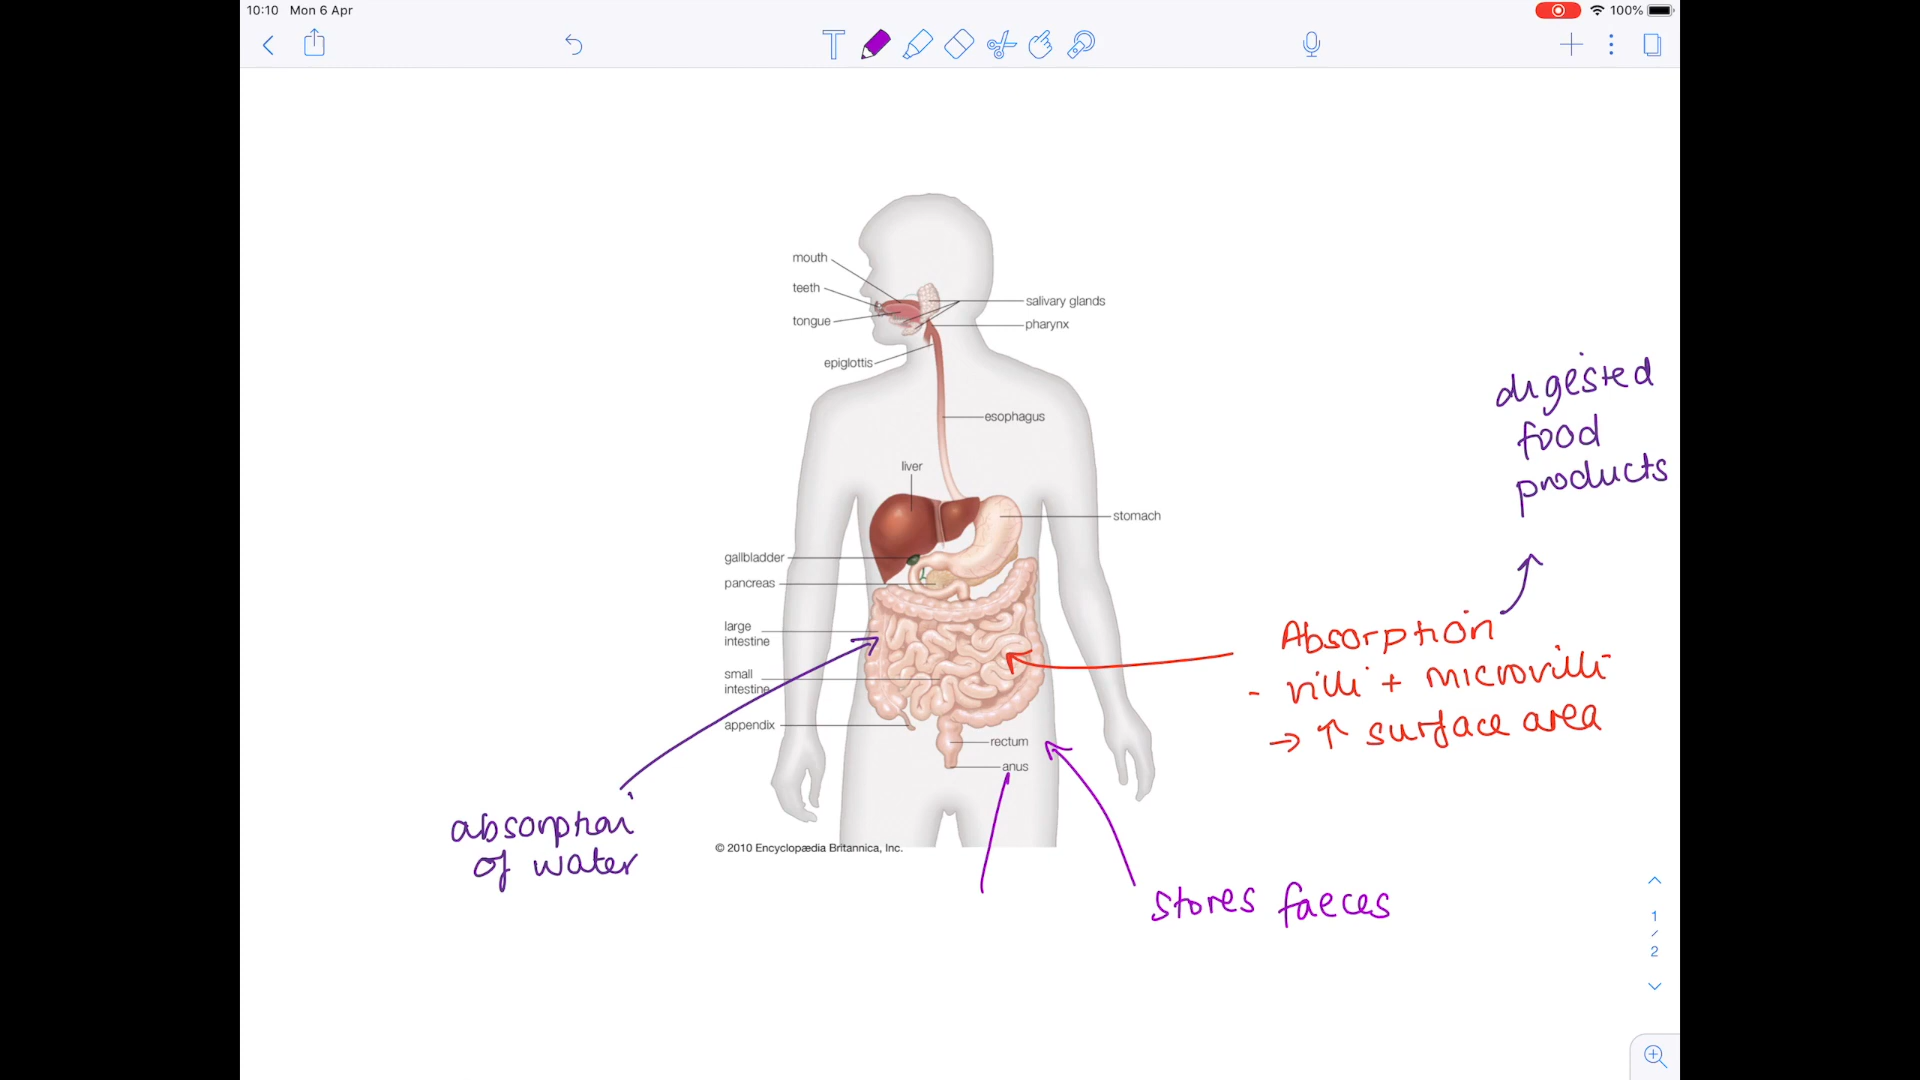 10:10 Mon 6 Apr
100%
T
mouth
teeth
tongue
salivary glands
pharynx
epiglottis
esophagus
liver
stomach
gallbladder
pancreas
large
intestine
small
intestine
appendix
rectum
anus
© 2010 Encyclopædia Britannica, Inc.
digested
food
products
Absorption
- villi + microvilli
→ ↑ surface area
absorption
of water
stores faeces
1
/
2